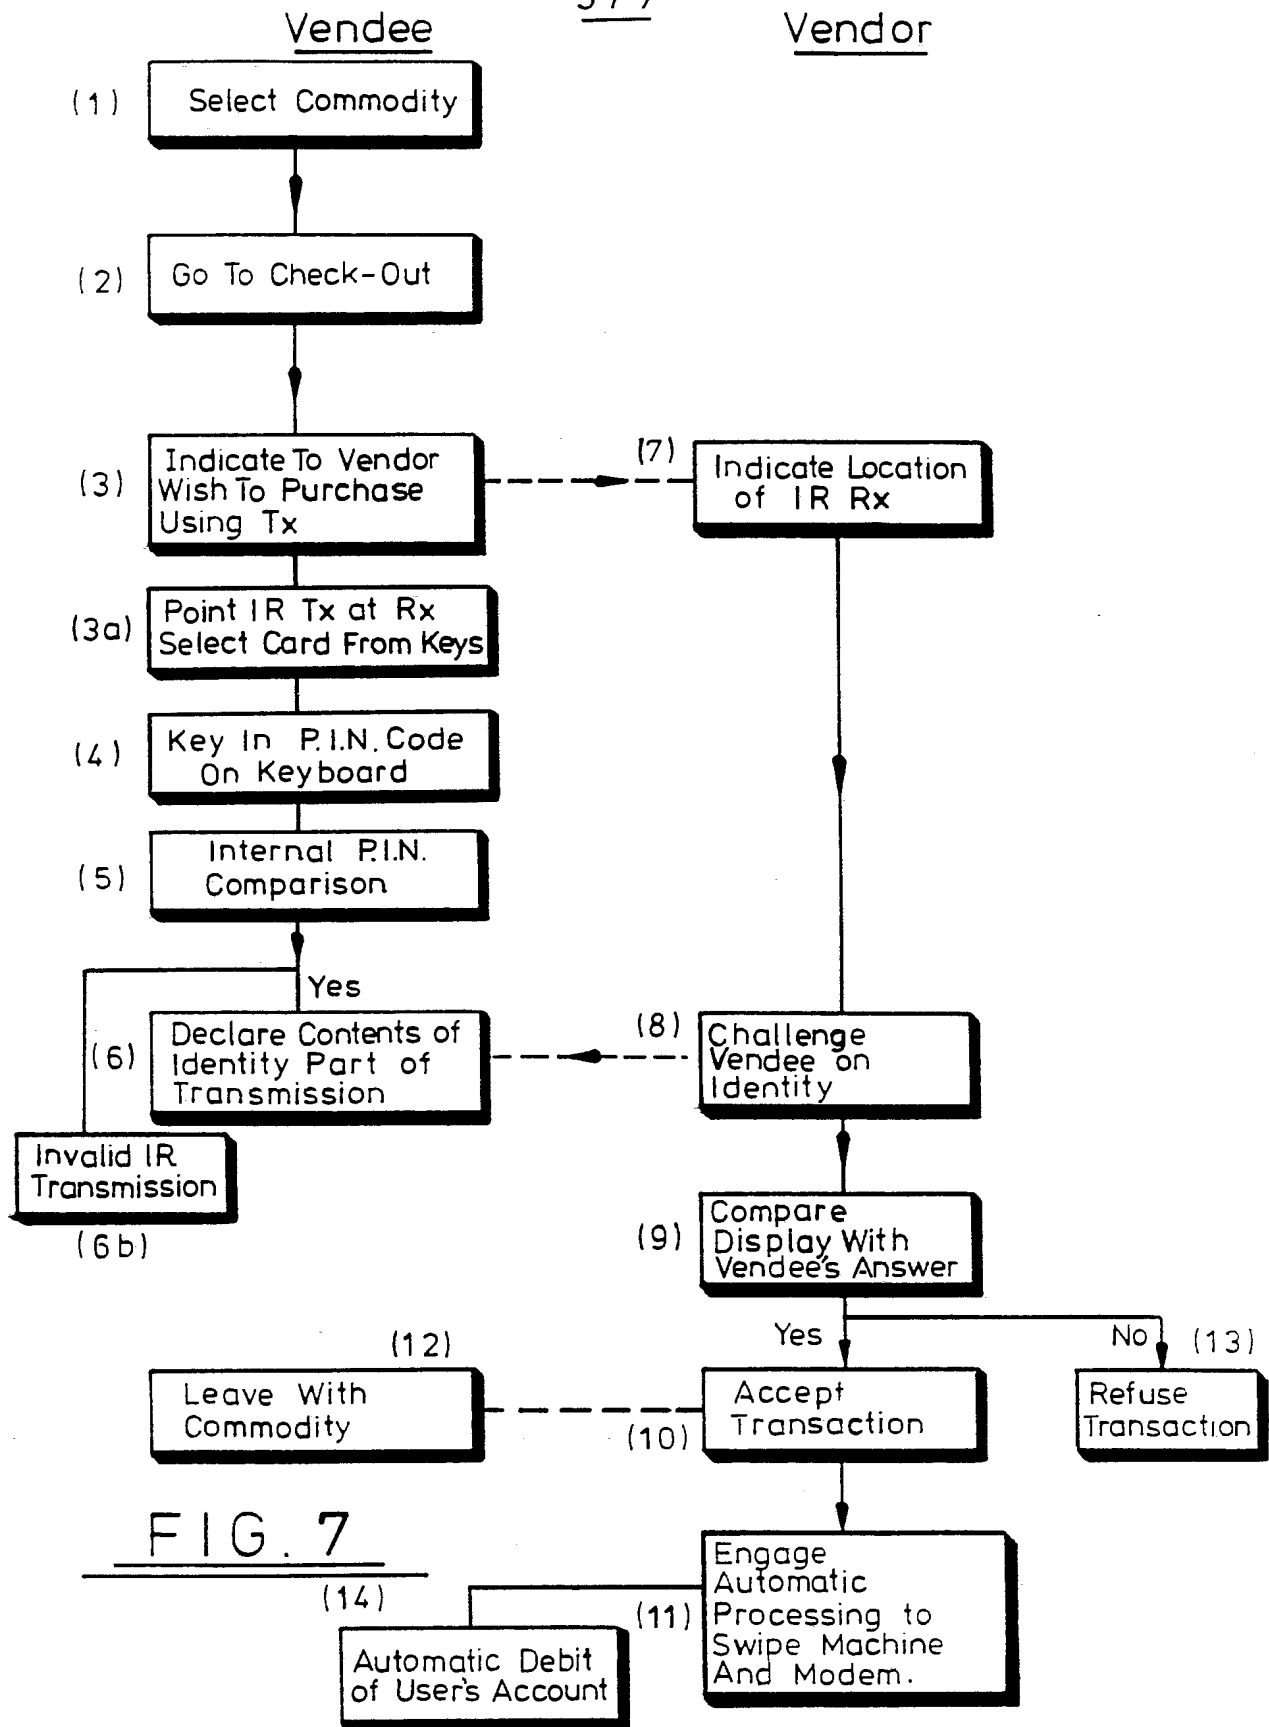 Vendee
Vendor
(1)
Select Commodity
(2)
Go To Check-Out
(3)
Indicate To Vendor
Wish To Purchase
Using Tx
(7)
Indicate Location
of IR Rx
(3a)
Point IR Tx at Rx
Select Card From Keys
(4)
Key In P.I.N. Code
On Keyboard
(5)
Internal P.I.N.
Comparison
Yes
(6)
Declare Contents of
Identity Part of
Transmission
(8)
Challenge
Vendee on
Identity
Invalid IR
Transmission
(6b)
(9)
Compare
Display With
Vendee's Answer
Yes
No
(13)
(12)
Leave With
Commodity
(10)
Accept
Transaction
Refuse
Transaction
FIG. 7
(14)
Automatic Debit
of User's Account
(11)
Engage
Automatic
Processing to
Swipe Machine
And Modem.